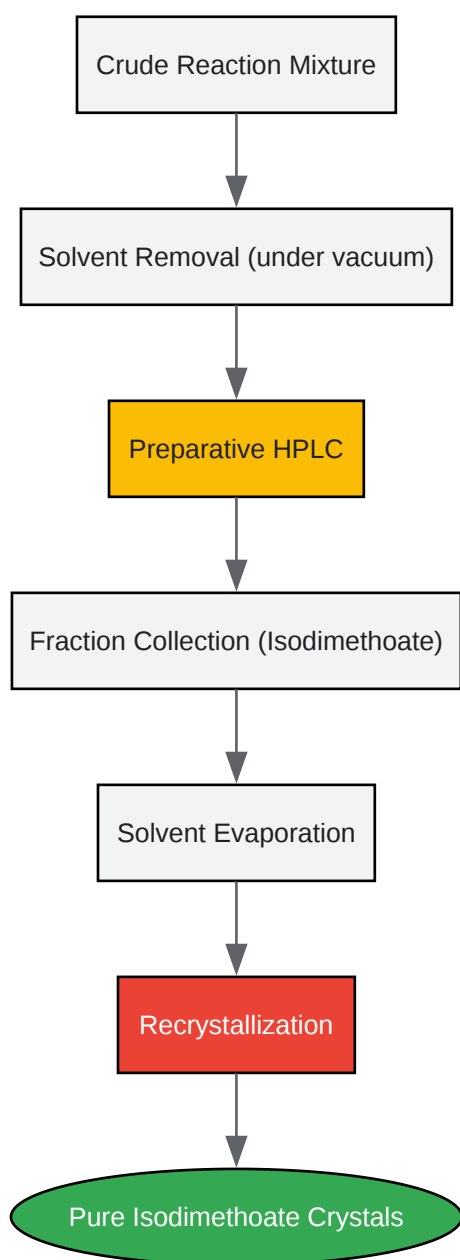 Crude Reaction Mixture
Solvent Removal (under vacuum)
Preparative HPLC
Fraction Collection (Isodimethoate)
Solvent Evaporation
Recrystallization
Pure Isodimethoate Crystals